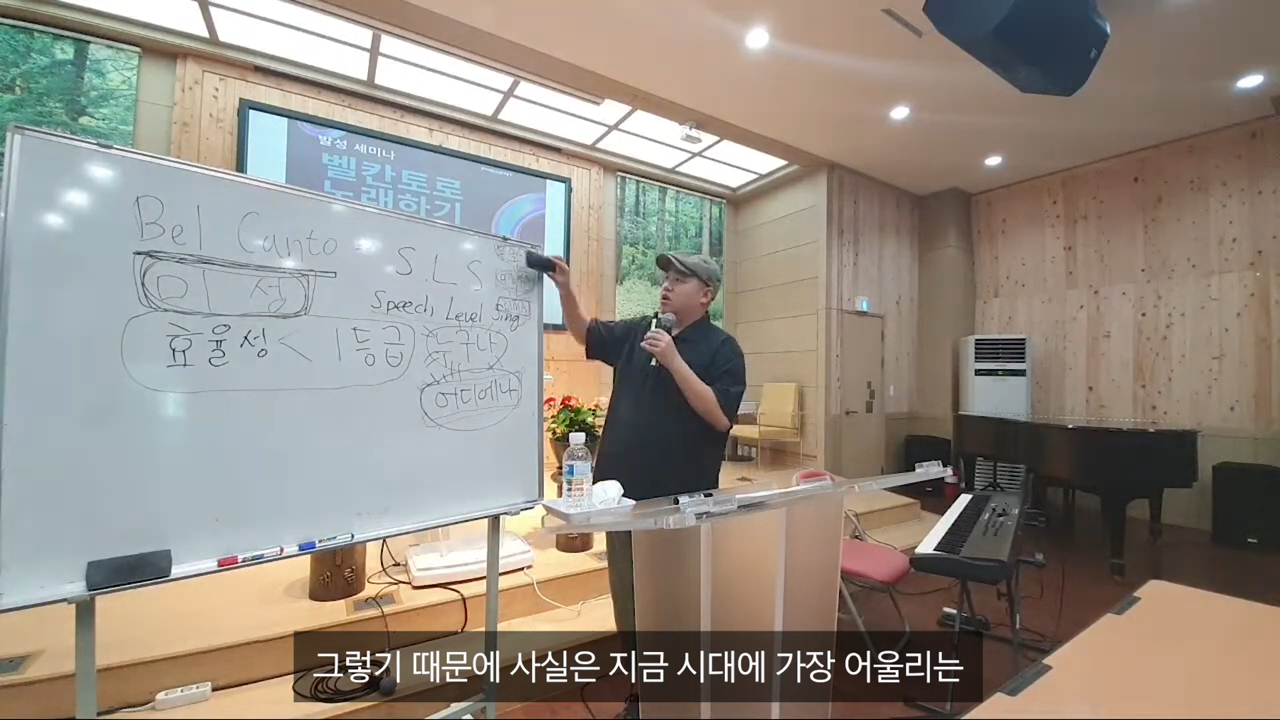 발성 세미나
벨칸토로
노래하기
Bel Canto - S.L.S
Speech Level Sing
미성
효율성 < 1등급
누구나
어디에나
그렇기 때문에 사실은 지금 시대에 가장 어울리는